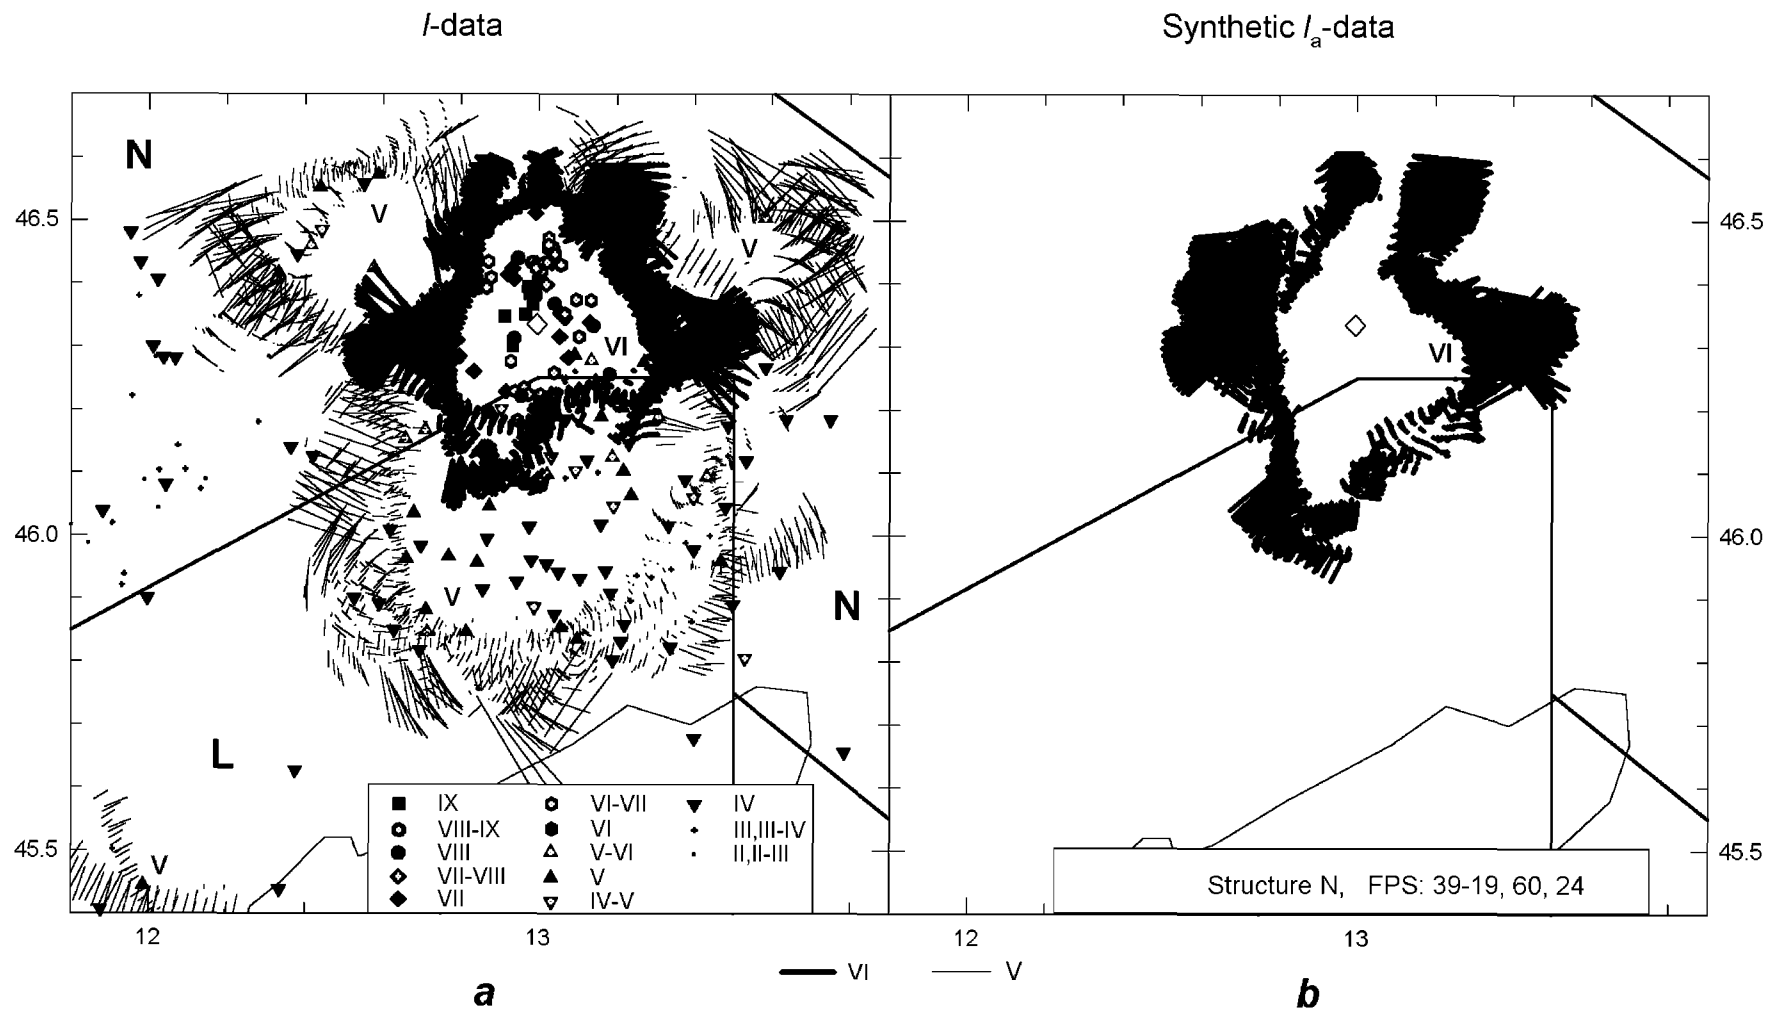 I-data
Synthetic Ia-data
N
V
V
46.5
46.5
VI
VI
46.0
46.0
V
N
L
V
45.5
45.5
IX
VIII-IX
VIII
VII-VIII
VII
VI-VII
VI
V-VI
V
IV-V
IV
III,III-IV
II,II-III
Structure N, FPS: 39-19, 60, 24
12
13
12
13
VI
V
a
b